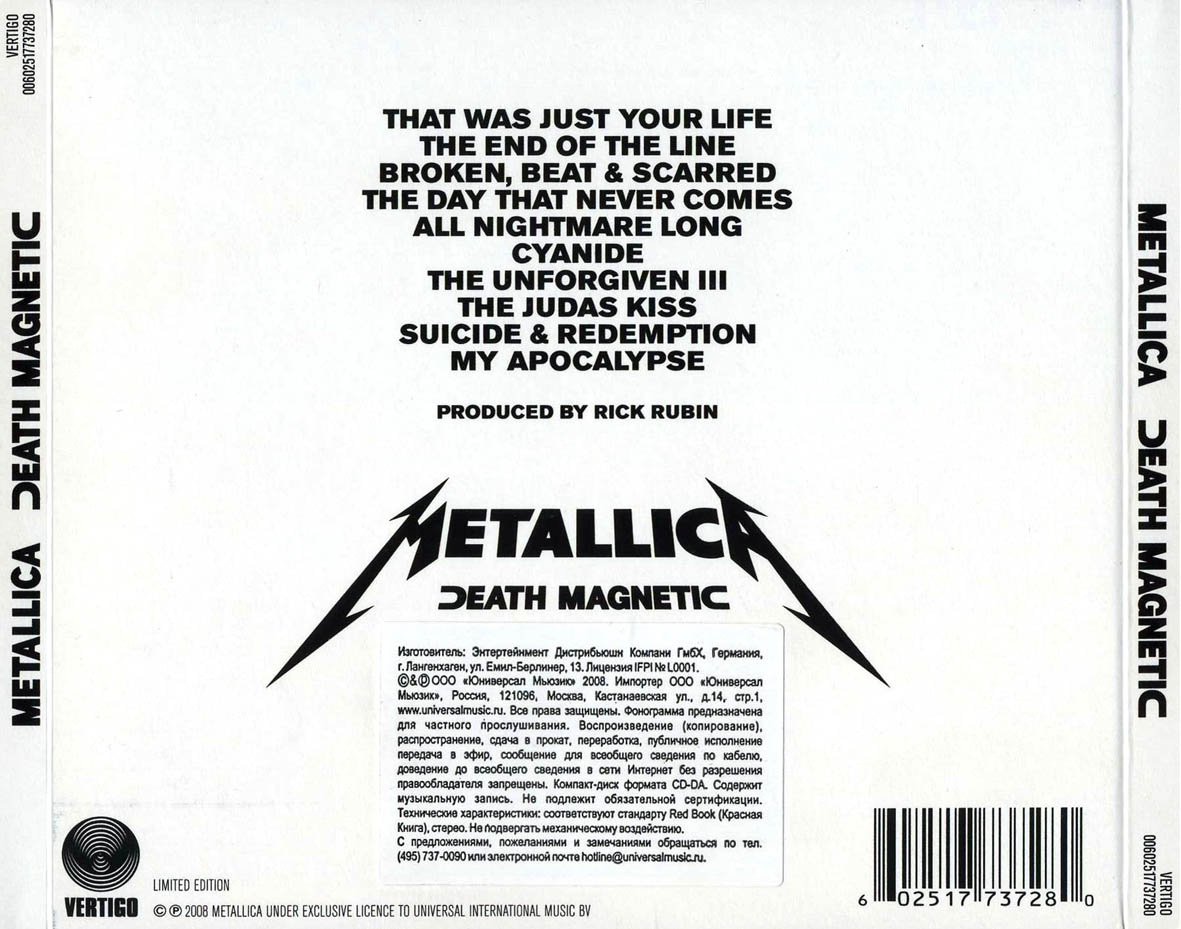 VERTIGO
00602517737280
METALLICA DEATH MAGNETIC
THAT WAS JUST YOUR LIFE
THE END OF THE LINE
BROKEN, BEAT & SCARRED
THE DAY THAT NEVER COMES
ALL NIGHTMARE LONG
CYANIDE
THE UNFORGIVEN III
THE JUDAS KISS
SUICIDE & REDEMPTION
MY APOCALYPSE
PRODUCED BY RICK RUBIN
METALLICA
DEATH MAGNETIC
Изготовитель: Энтертейнмент Дистрибьюшн Компани ГмбХ, Германия,
г. Лангенхаген, ул. Емил-Берлинер, 13. Лицензия IFPI № L0001.
©&℗ ООО «Юниверсал Мьюзик» 2008. Импортер ООО «Юниверсал
Мьюзик», Россия, 121096, Москва, Кастанаевская ул., д.14, стр.1,
www.universalmusic.ru. Все права защищены. Фонограмма предназначена
для частного прослушивания. Воспроизведение (копирование),
распространение, сдача в прокат, переработка, публичное исполнение
передача в эфир, сообщение для всеобщего сведения по кабелю,
доведение до всеобщего сведения в сети Интернет без разрешения
правообладателя запрещены. Компакт-диск формата CD-DA. Содержит
музыкальную запись. Не подлежит обязательной сертификации.
Технические характеристики: соответствуют стандарту Red Book (Красная
Книга), стерео. Не подвергать механическому воздействию.
С предложениями, пожеланиями и замечаниями обращаться по тел.
(495) 737-0090 или электронной почте hotline@universalmusic.ru.
VERTIGO
LIMITED EDITION
© ℗ 2008 METALLICA UNDER EXCLUSIVE LICENCE TO UNIVERSAL INTERNATIONAL MUSIC BV
6 02517 73728 0
METALLICA DEATH MAGNETIC
VERTIGO
00602517737280